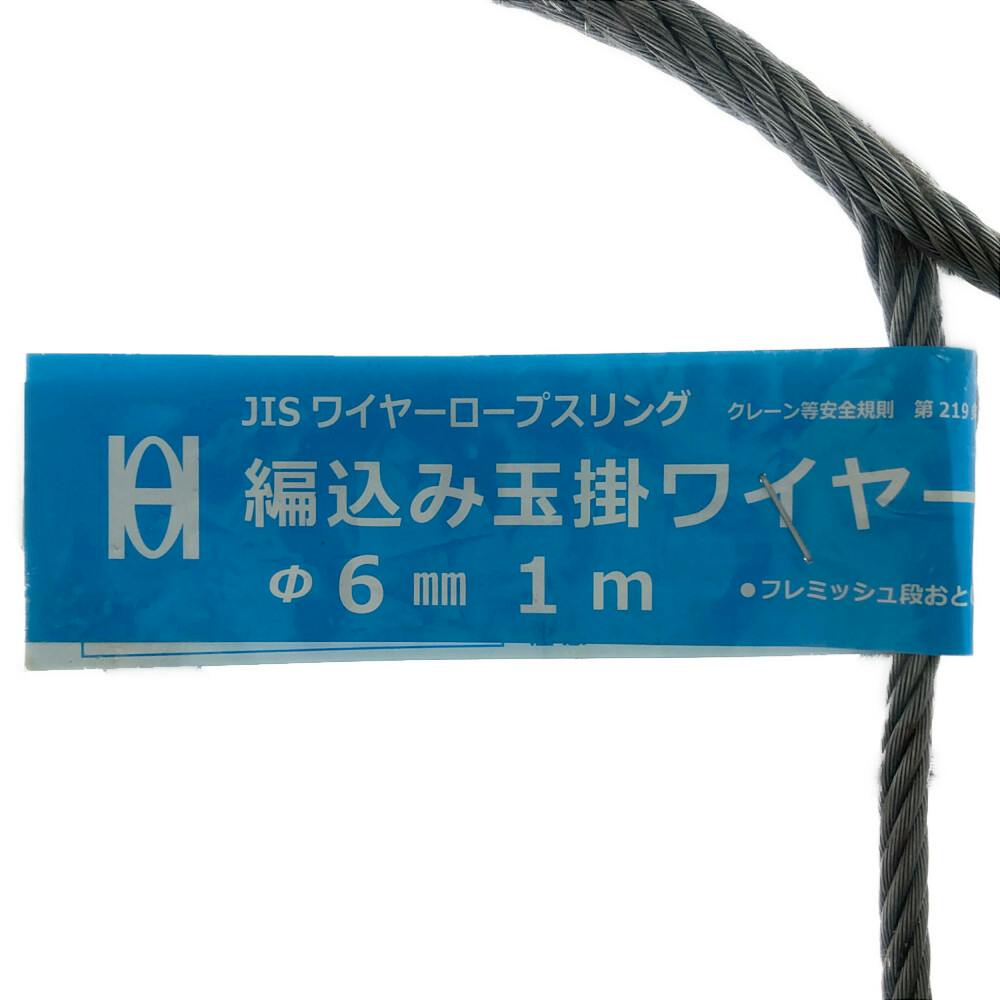 JIS ワイヤーロープスリング
クレーン等安全規則 第219
編込み玉掛ワイヤー
Φ 6 ㎜ 1 m
●フレミッシュ段おと